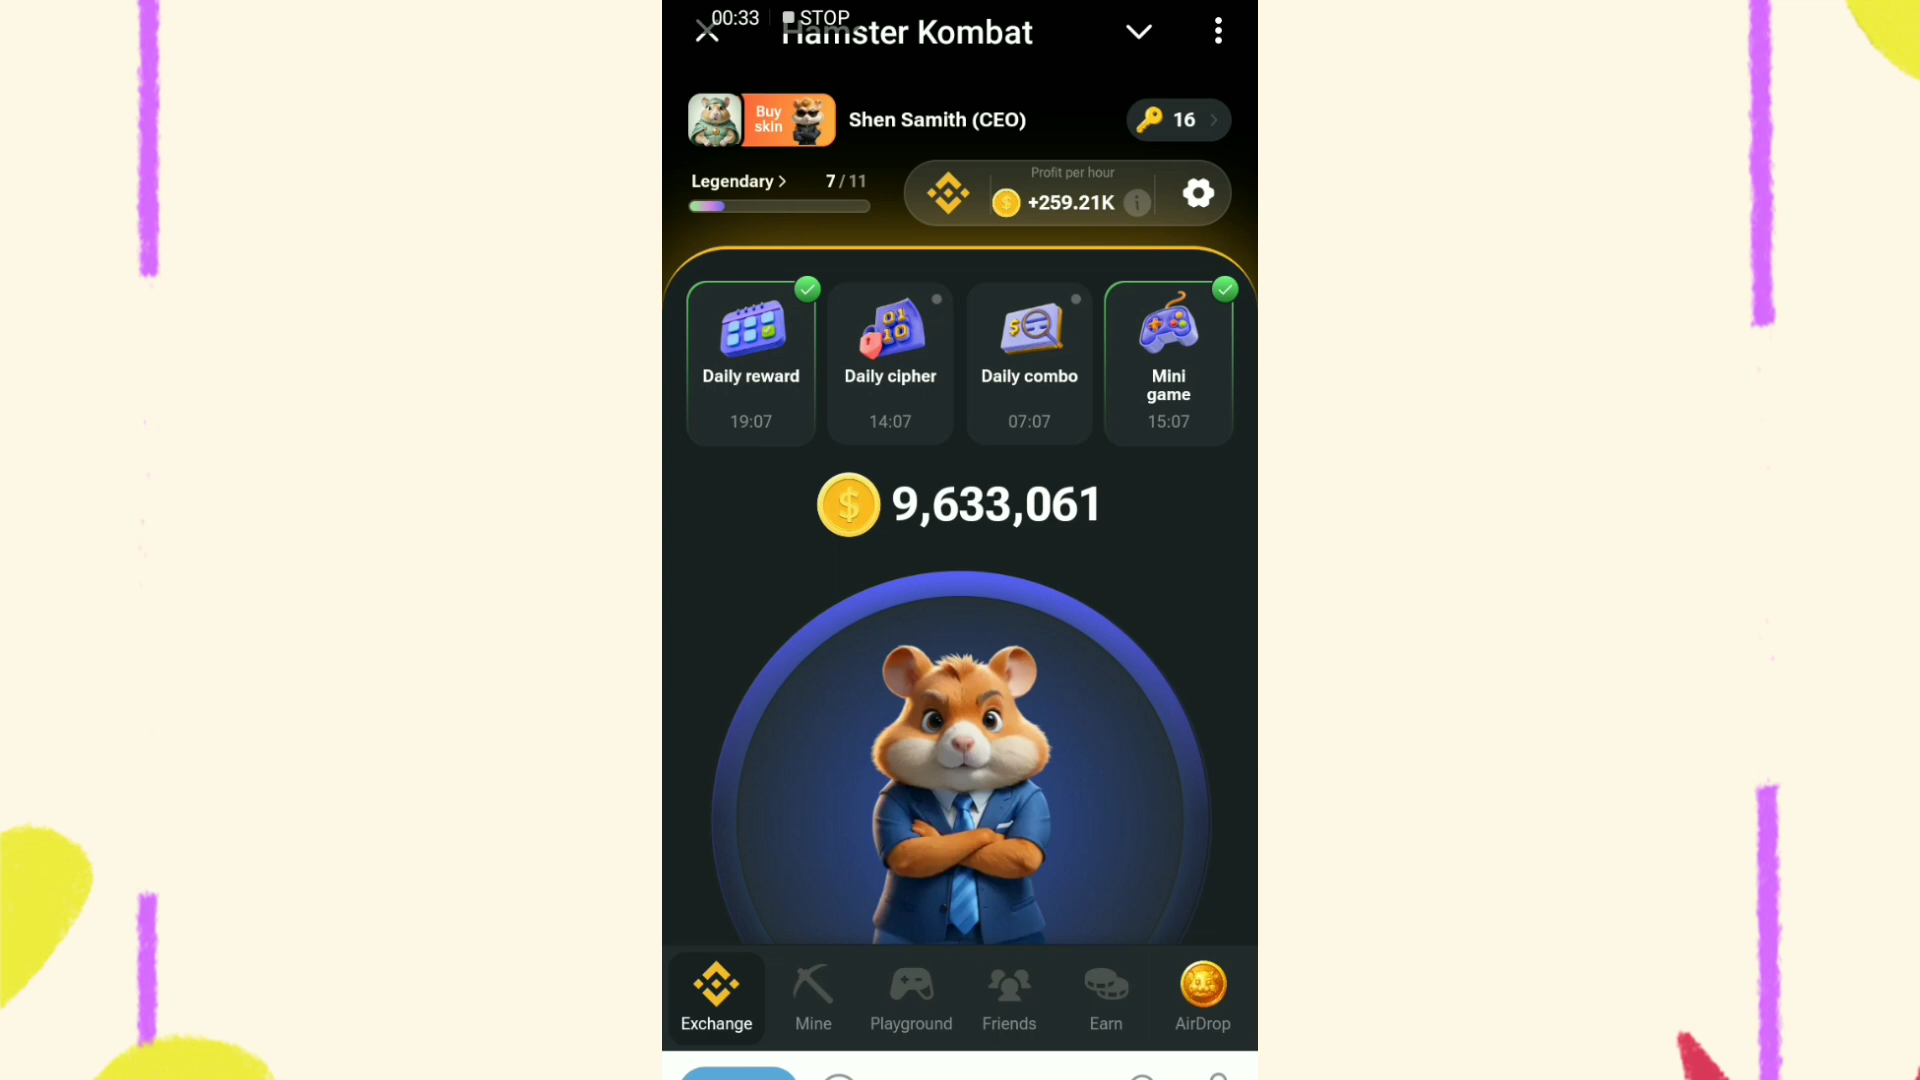 00:33 STOP
Hamster Kombat
Buy skin
Shen Samith (CEO)
16
Legendary
7/11
Profit per hour
+259.21K
Daily reward
19:07
Daily cipher
14:07
Daily combo
07:07
Mini game
15:07
9,633,061
Exchange
Mine
Playground
Friends
Earn
AirDrop